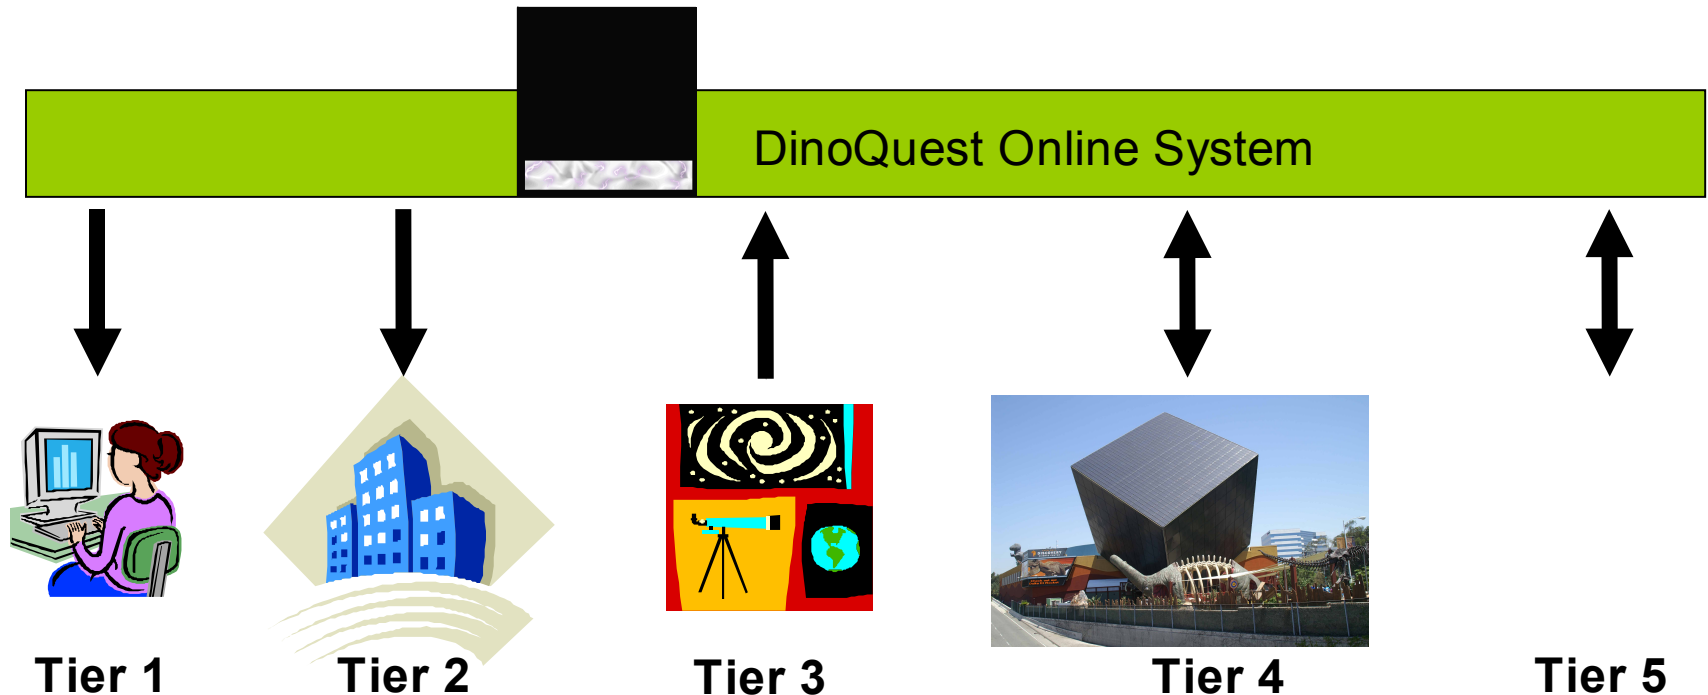 DinoQuest Online System
Tier 1
Tier 2
Tier 3
Tier 4
Tier 5